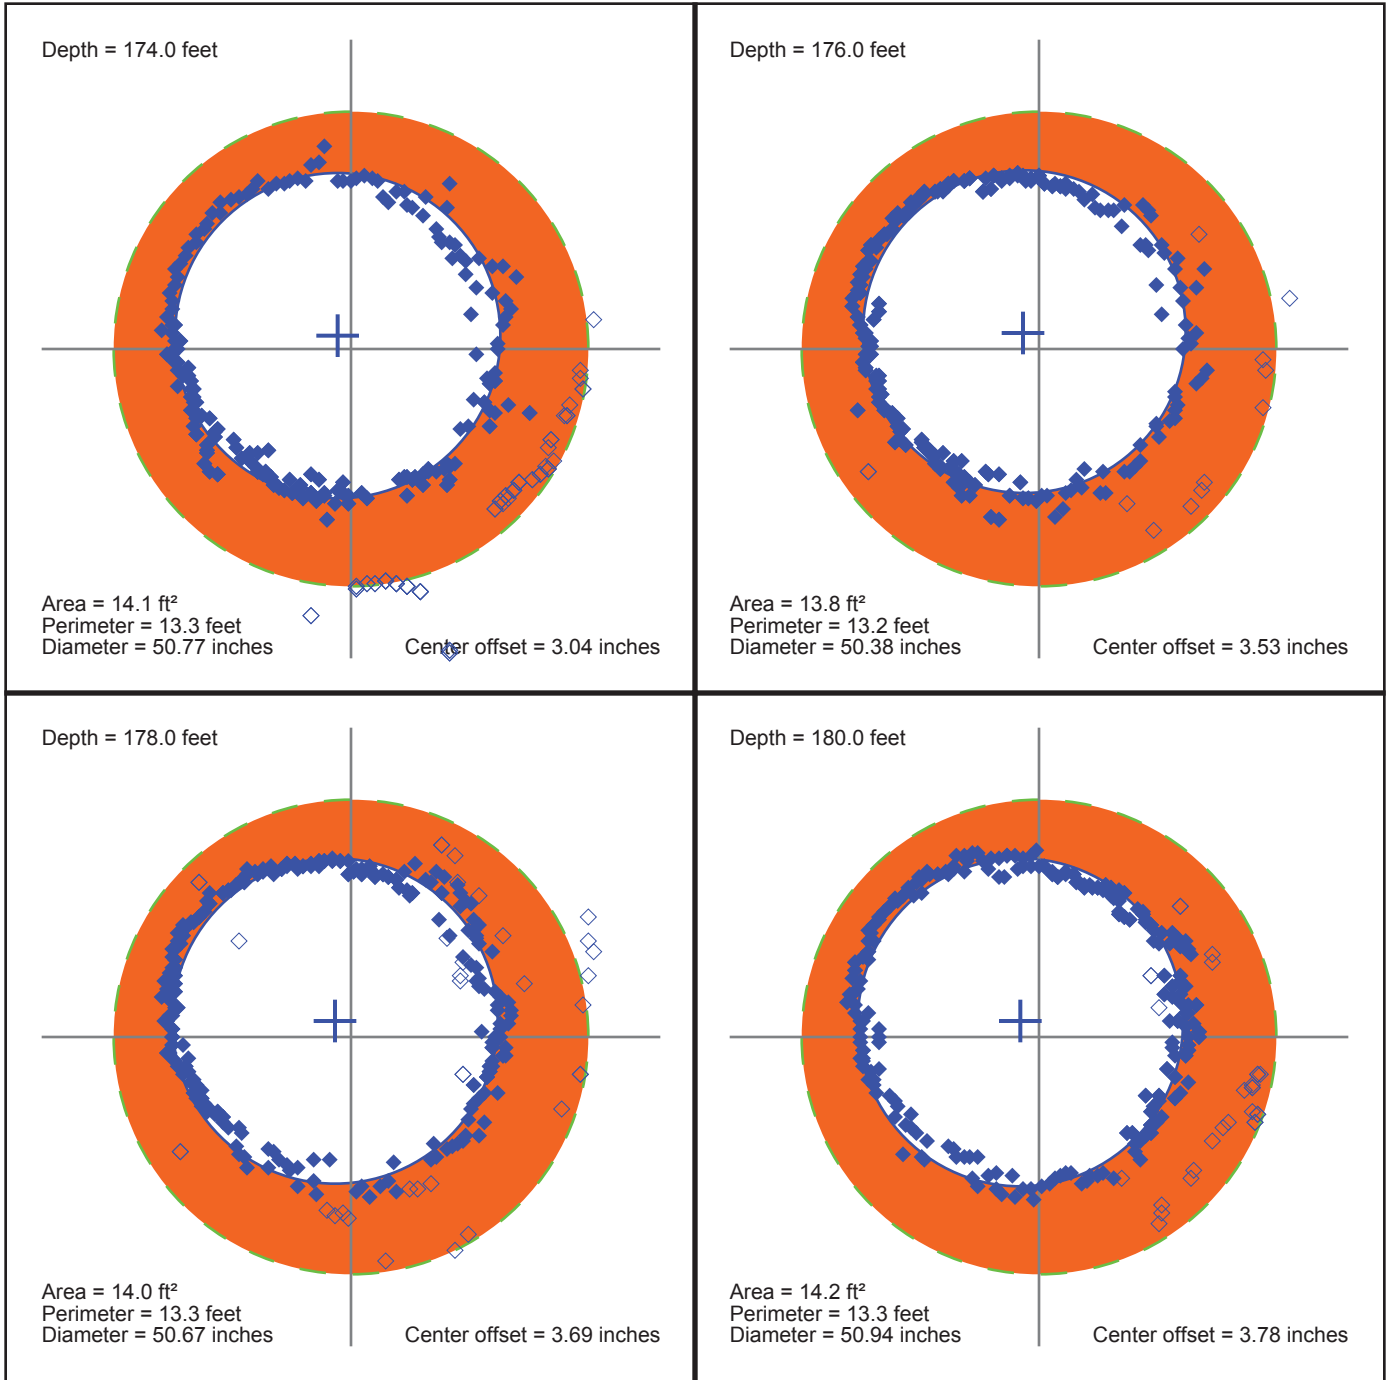 Depth = 174.0 feet
Area = 14.1 ft²
Perimeter = 13.3 feet
Diameter = 50.77 inches
Center offset = 3.04 inches
Depth = 176.0 feet
Area = 13.8 ft²
Perimeter = 13.2 feet
Diameter = 50.38 inches
Center offset = 3.53 inches
Depth = 178.0 feet
Area = 14.0 ft²
Perimeter = 13.3 feet
Diameter = 50.67 inches
Center offset = 3.69 inches
Depth = 180.0 feet
Area = 14.2 ft²
Perimeter = 13.3 feet
Diameter = 50.94 inches
Center offset = 3.78 inches